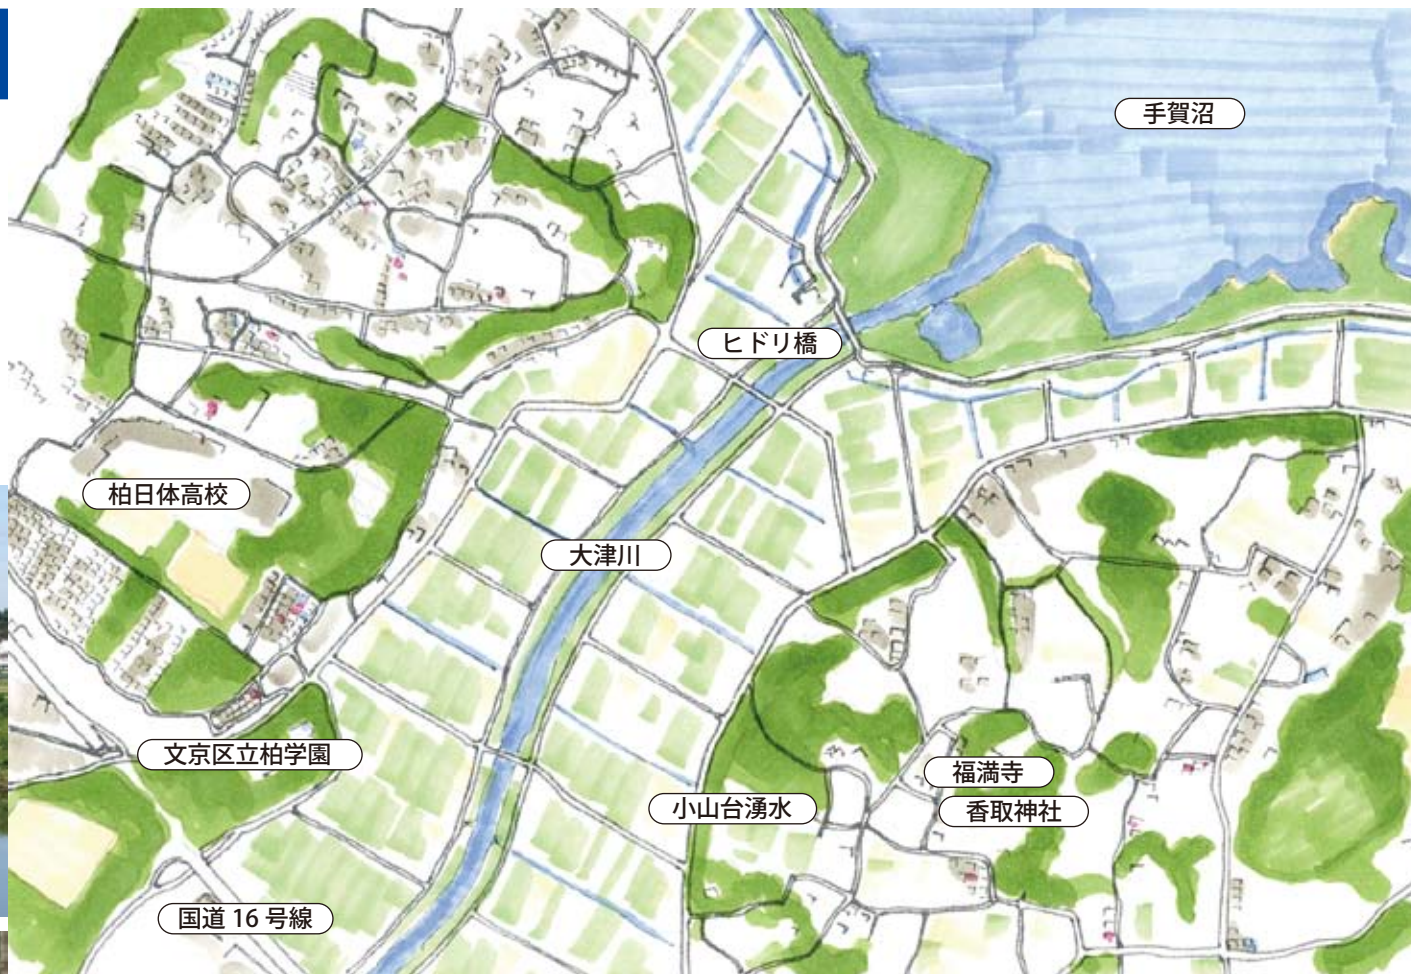 手賀沼
ヒドリ橋
柏日体高校
大津川
文京区立柏学園
福満寺
小山台湧水
香取神社
国道 16 号線